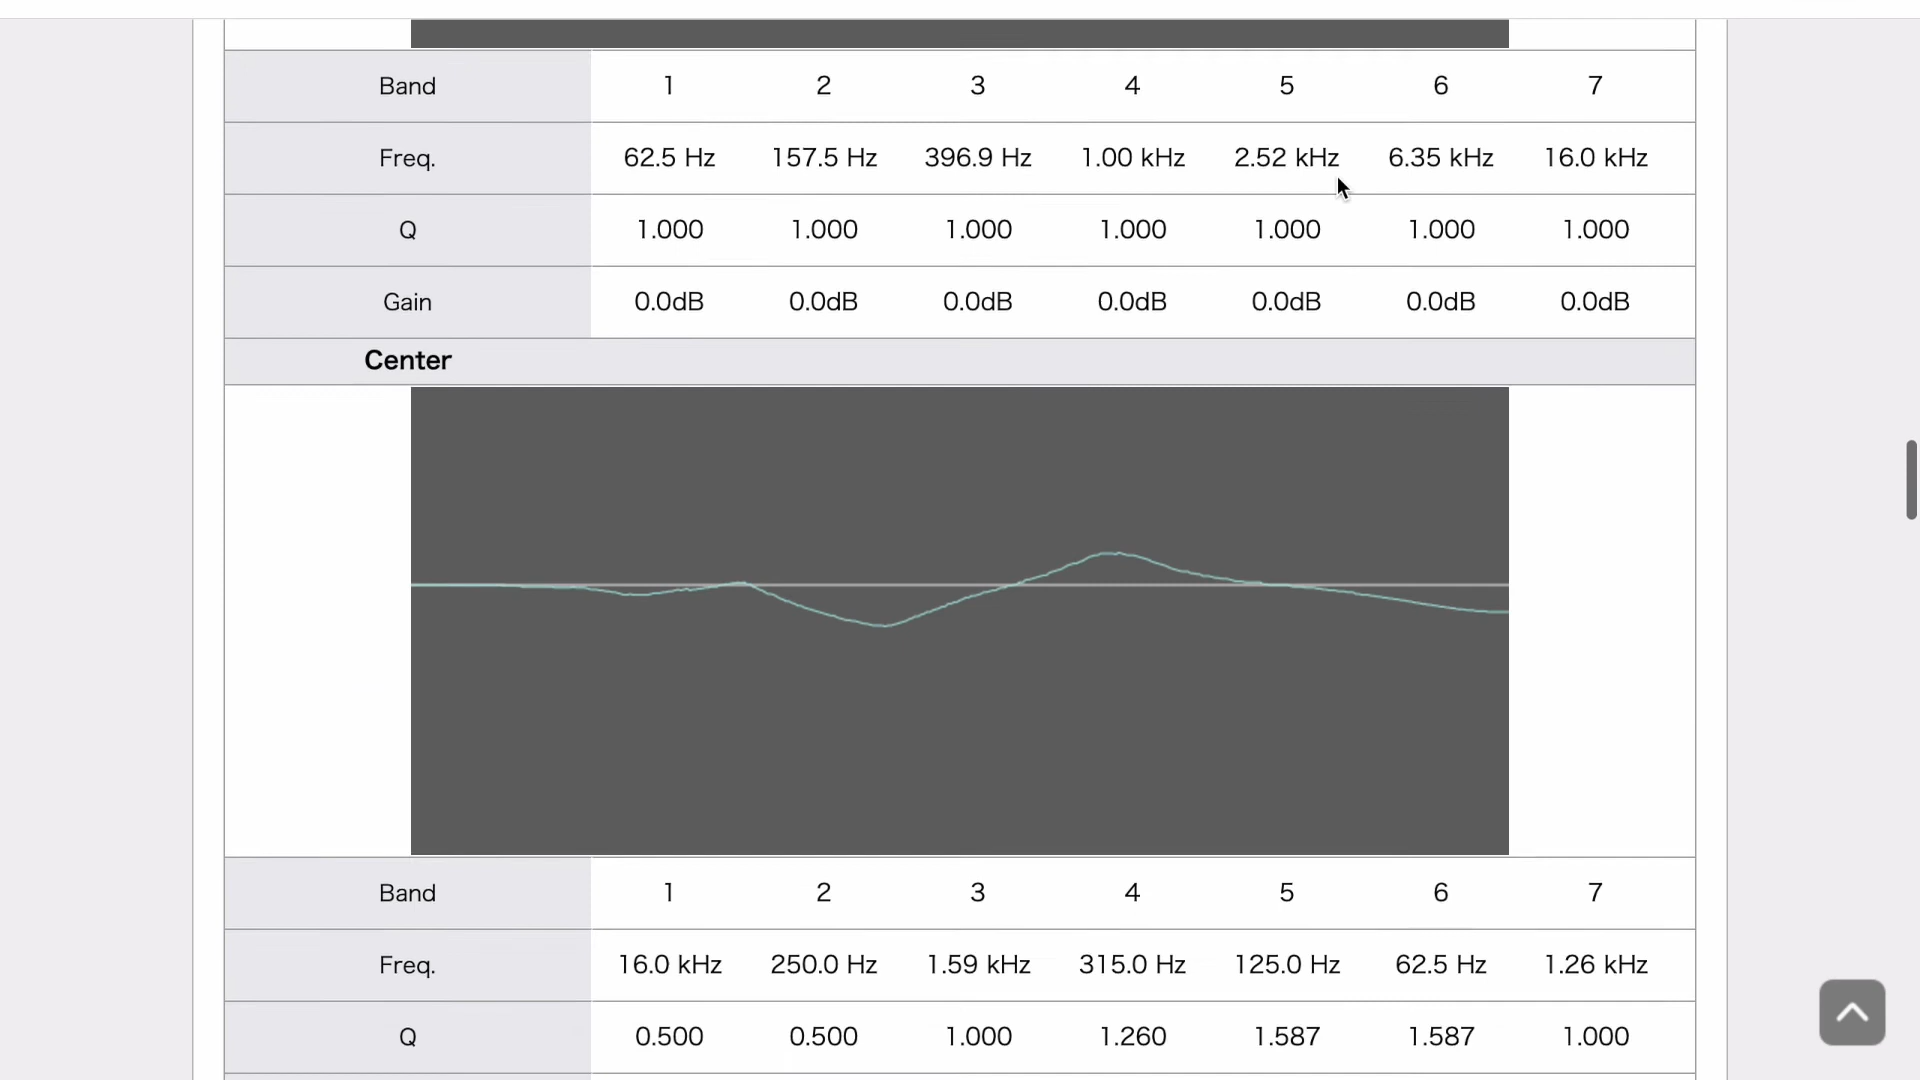 Band 1 2 3 4 5 6 7
Freq. 62.5 Hz 157.5 Hz 396.9 Hz 1.00 kHz 2.52 kHz 6.35 kHz 16.0 kHz
Q 1.000 1.000 1.000 1.000 1.000 1.000 1.000
Gain 0.0dB 0.0dB 0.0dB 0.0dB 0.0dB 0.0dB 0.0dB
Center
Band 1 2 3 4 5 6 7
Freq. 16.0 kHz 250.0 Hz 1.59 kHz 315.0 Hz 125.0 Hz 62.5 Hz 1.26 kHz
Q 0.500 0.500 1.000 1.260 1.587 1.587 1.000